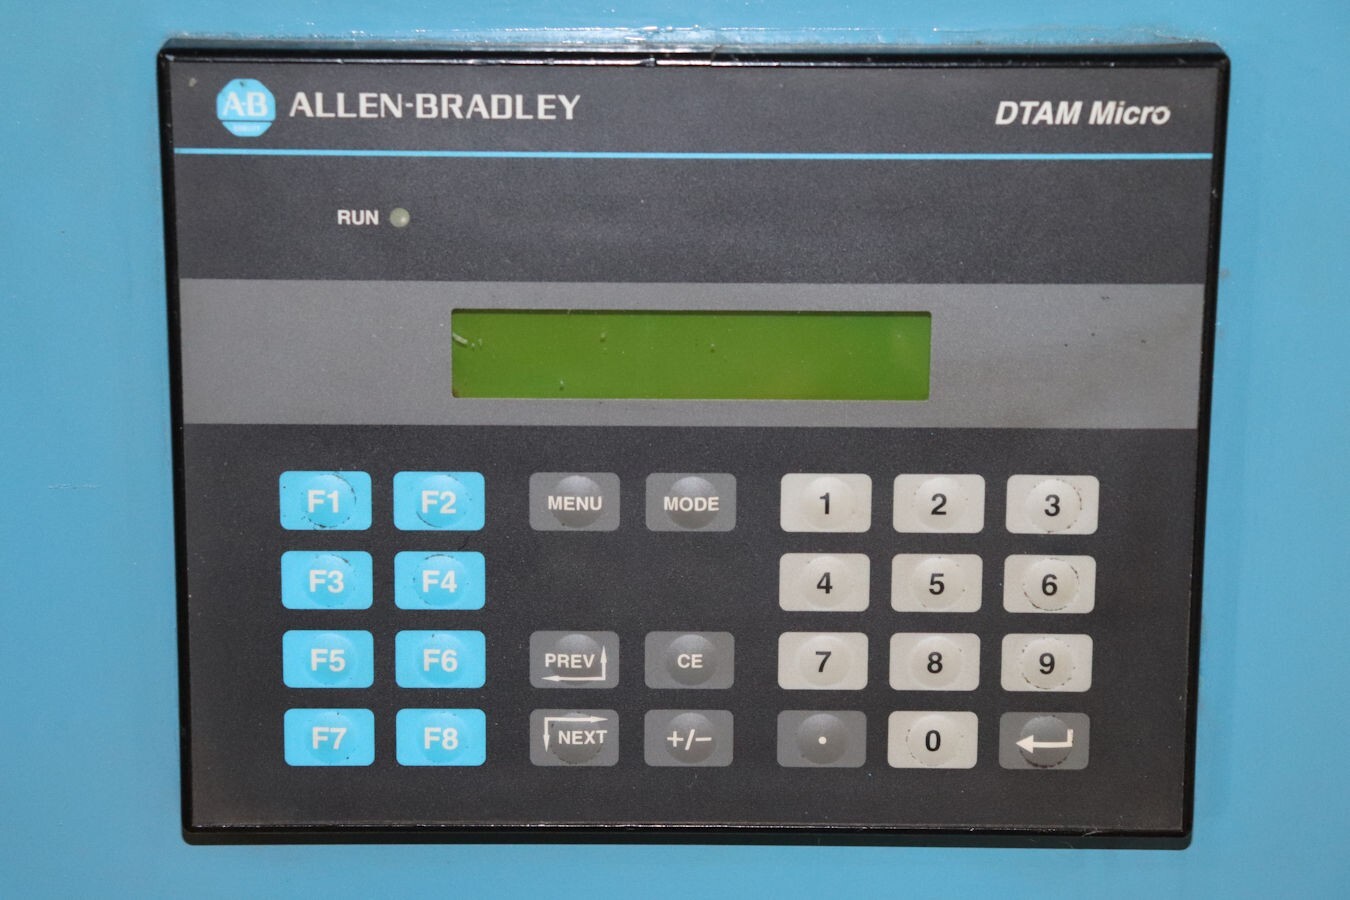 A-B
ALLEN-BRADLEY
DTAM Micro
RUN
F1 F2 MENU MODE 1 2 3
F3 F4 4 5 6
F5 F6 PREV CE 7 8 9
F7 F8 NEXT +/− . 0